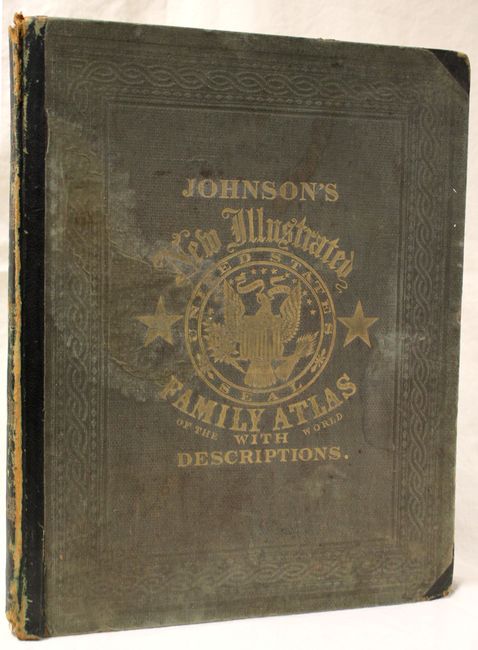 JOHNSON'S
New Illustrated
UNITED STATES
SEAL
FAMILY ATLAS
OF THE WORLD
WITH
DESCRIPTIONS.